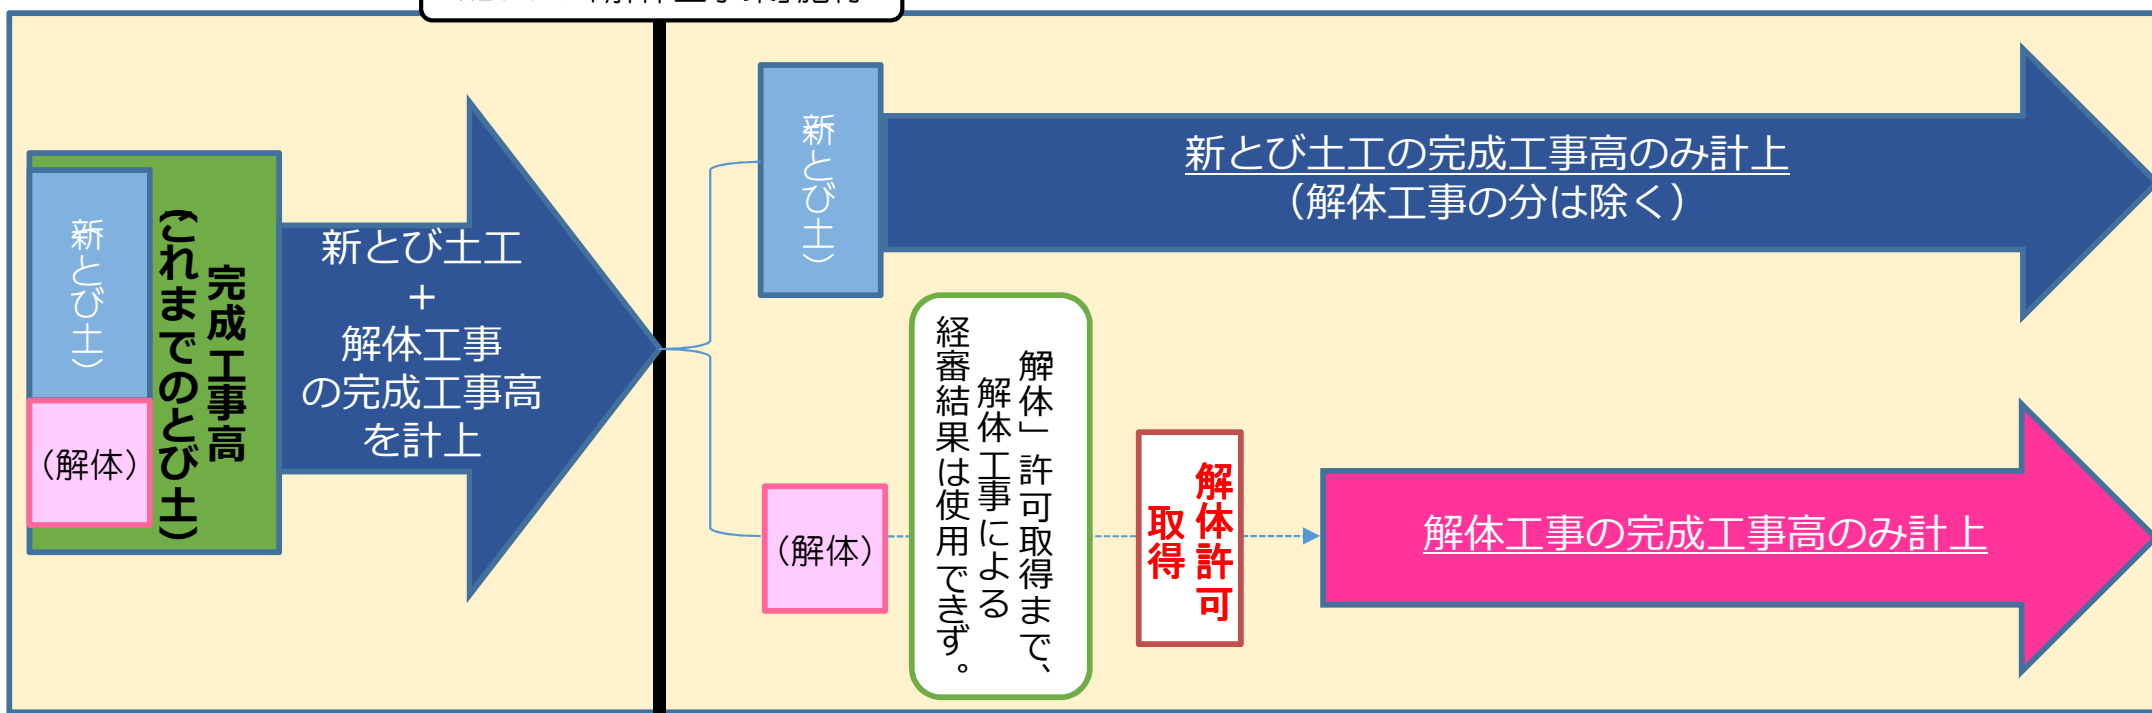 新とび土)
(解体)
完成工事高
(これまでのとび土)
新とび土工
+
解体工事
の完成工事高
を計上
新とび土)
新とび土工の完成工事高のみ計上
(解体工事の分は除く)
(解体)
解体」許可取得まで、
解体工事による
経審結果は使用できず。
解体許可
取得
解体工事の完成工事高のみ計上